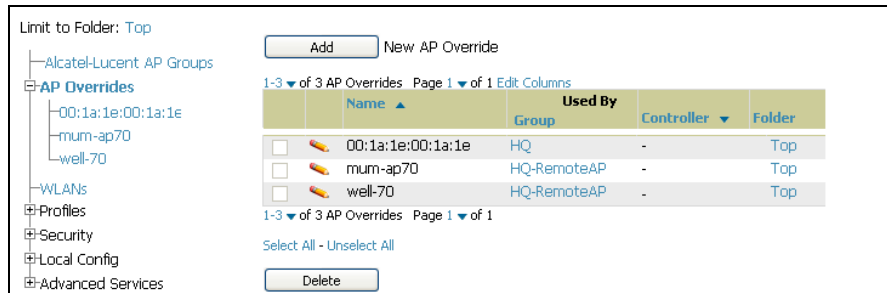 Limit to Folder: Top
Alcatel-Lucent AP Groups
AP Overrides
00:1a:1e:00:1a:1e
mum-ap70
well-70
WLANs
Profiles
Security
Local Config
Advanced Services
Add New AP Override
1-3 of 3 AP Overrides Page 1 of 1 Edit Columns
Name Used By
Group Controller Folder
00:1a:1e:00:1a:1e HQ - Top
mum-ap70 HQ-RemoteAP - Top
well-70 HQ-RemoteAP - Top
1-3 of 3 AP Overrides Page 1 of 1
Select All - Unselect All
Delete